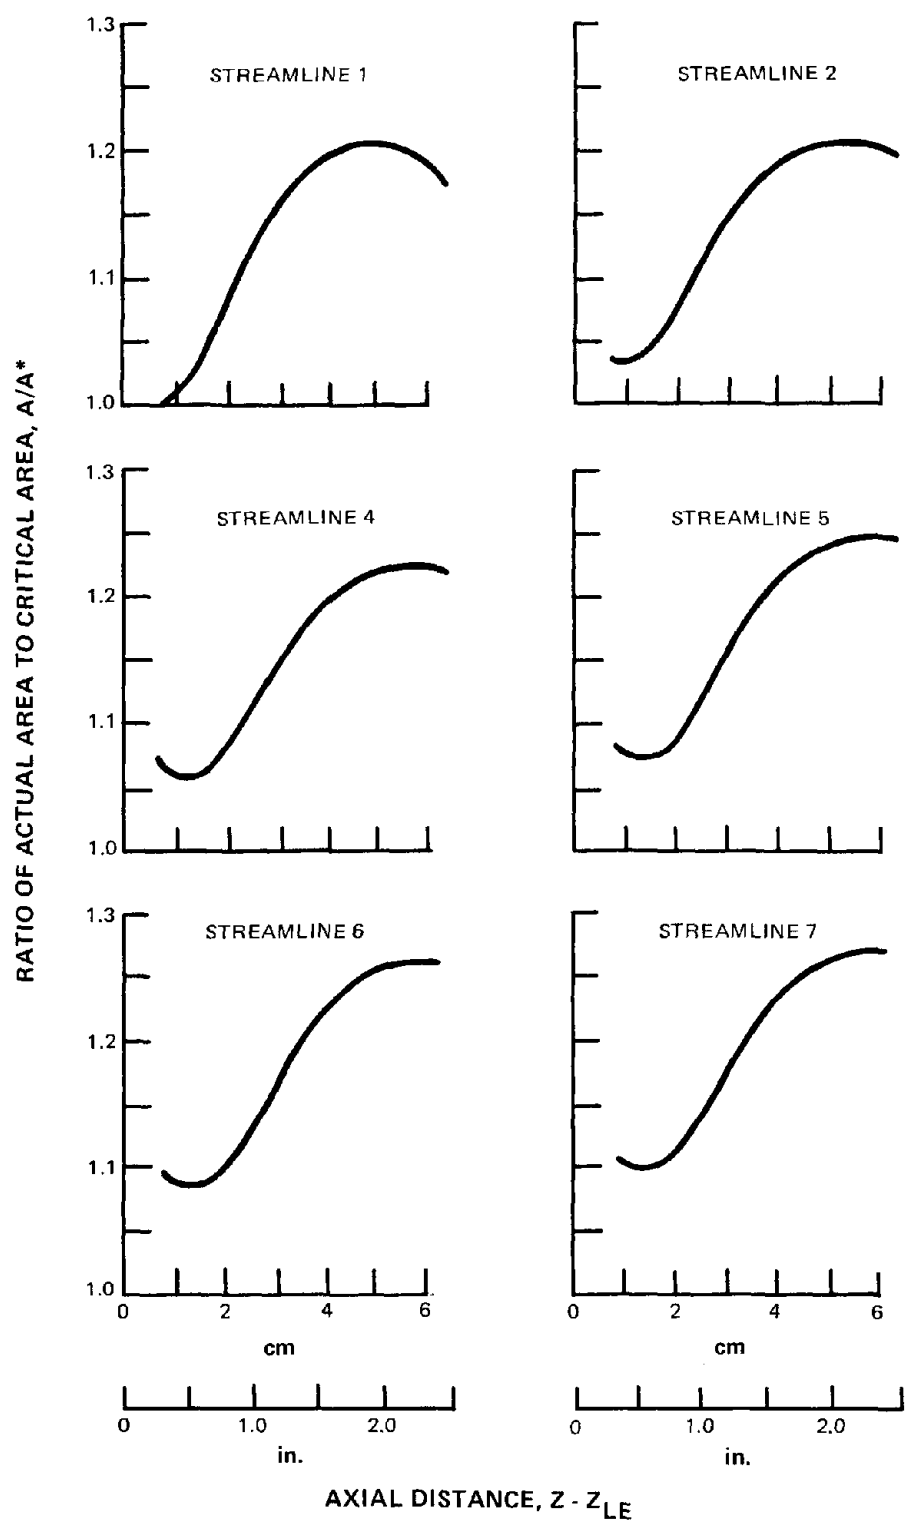 RATIO OF ACTUAL AREA TO CRITICAL AREA, A/A*
STREAMLINE 1
1.3
1.2
1.1
1.0
STREAMLINE 2
STREAMLINE 4
1.3
1.2
1.1
1.0
STREAMLINE 5
STREAMLINE 6
1.3
1.2
1.1
1.0
0 2 4 6
cm
0 1.0 2.0
in.
STREAMLINE 7
0 2 4 6
cm
0 1.0 2.0
in.
AXIAL DISTANCE, Z - Z_LE